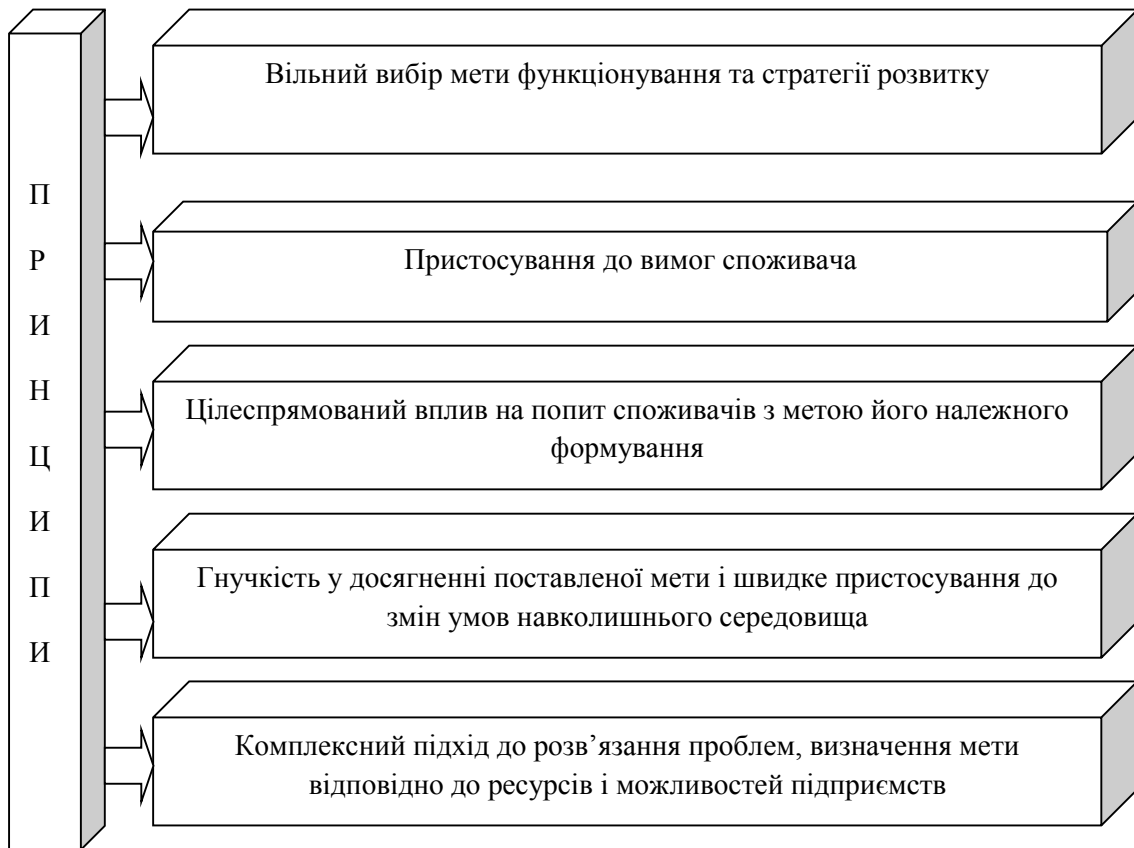 ПРИНЦИПИ
Вільний вибір мети функціонування та стратегії розвитку
Пристосування до вимог споживача
Цілеспрямований вплив на попит споживачів з метою його належного
формування
Гнучкість у досягненні поставленої мети і швидке пристосування до
змін умов навколишнього середовища
Комплексний підхід до розв’язання проблем, визначення мети
відповідно до ресурсів і можливостей підприємств